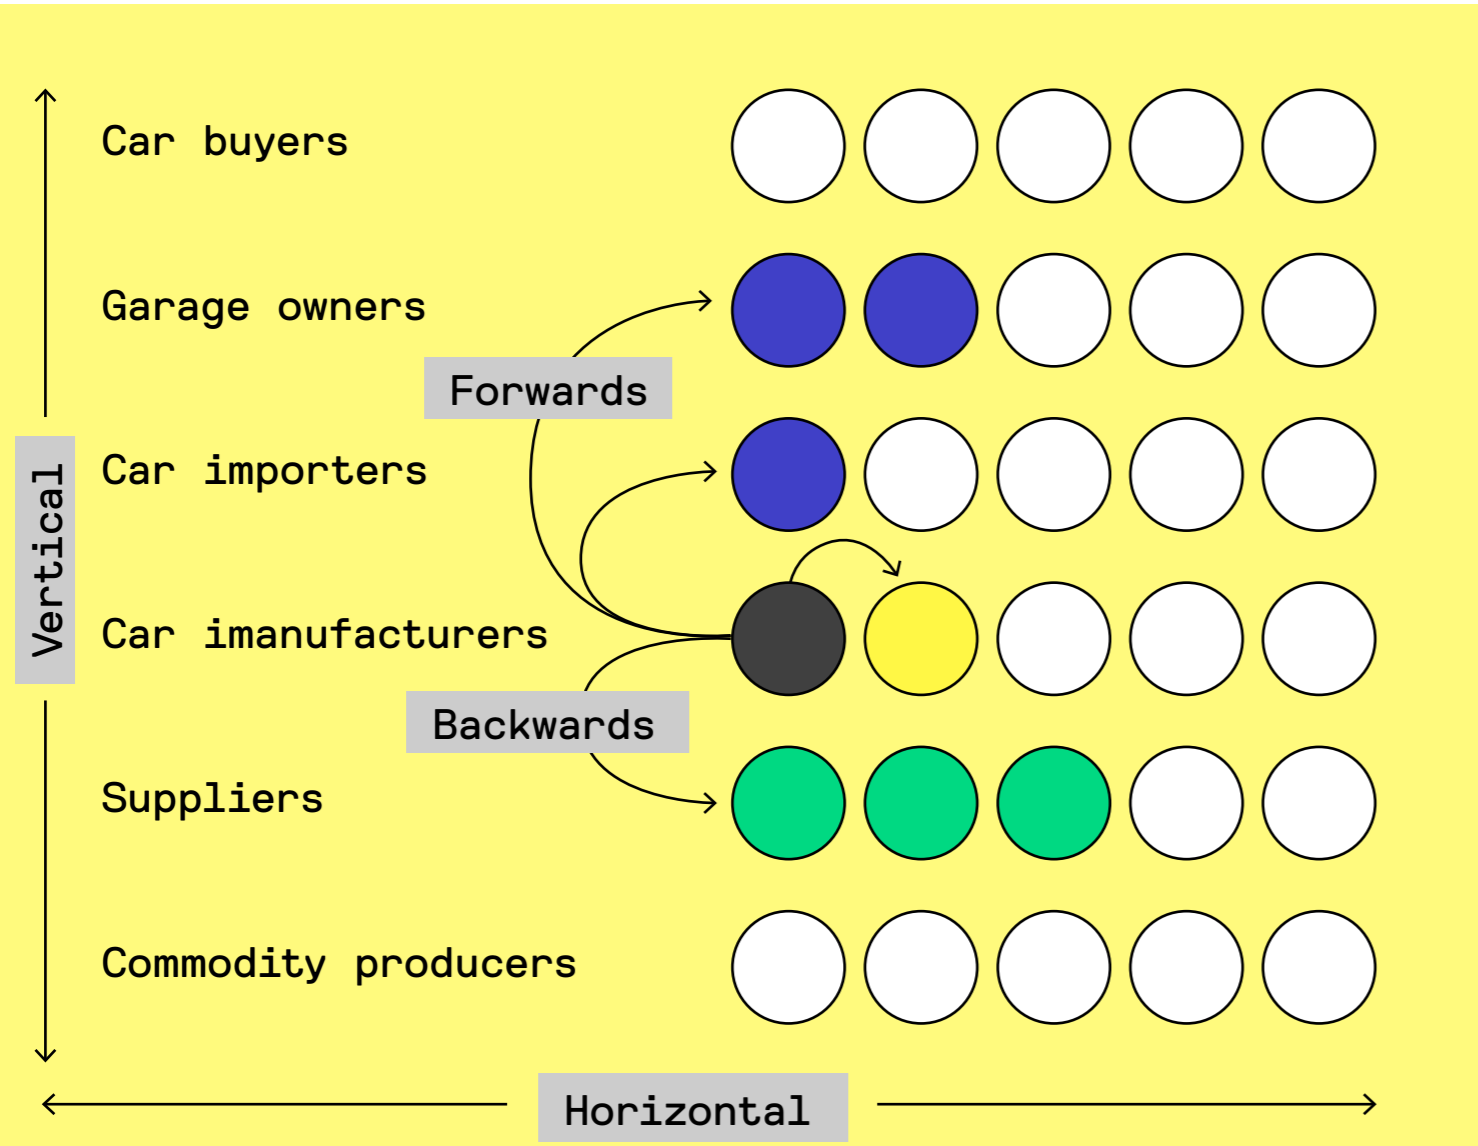 Car buyers
Garage owners
Forwards
Car importers
Vertical
Car imanufacturers
Backwards
Suppliers
Commodity producers
Horizontal